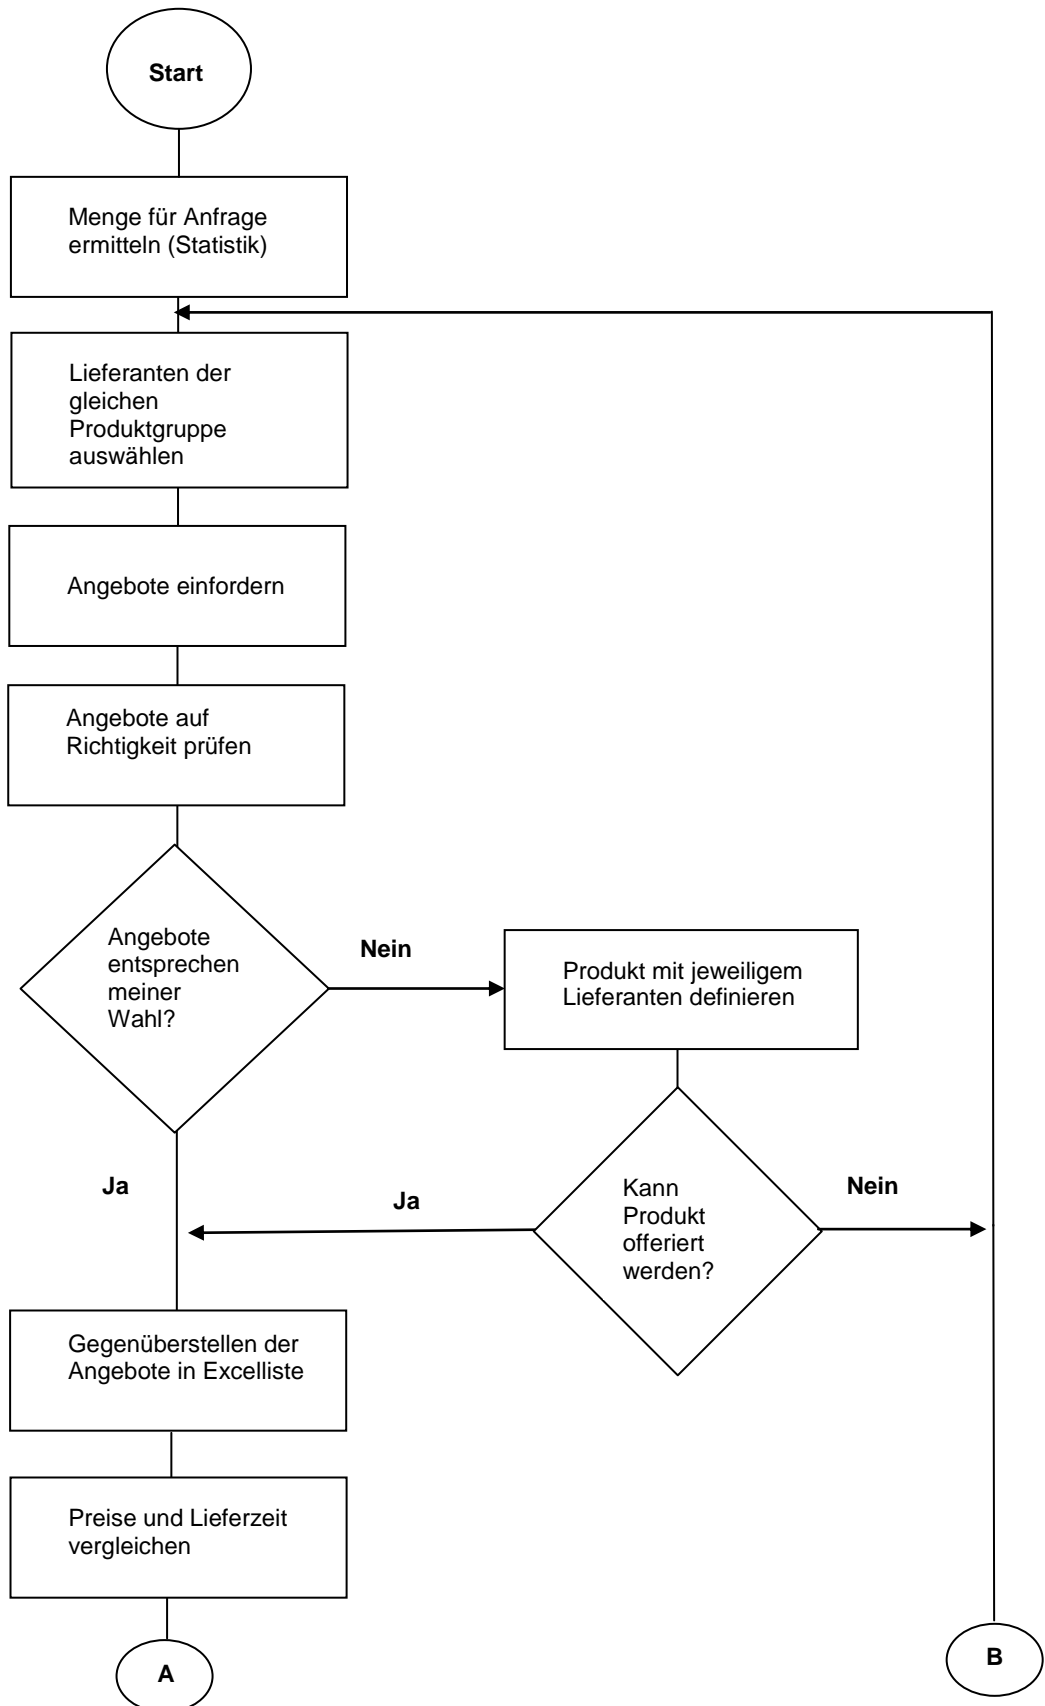 Start
Menge für Anfrage
ermitteln (Statistik)
Lieferanten der
gleichen
Produktgruppe
auswählen
Angebote einfordern
Angebote auf
Richtigkeit prüfen
Angebote
entsprechen
meiner
Wahl?
Nein
Produkt mit jeweiligem
Lieferanten definieren
Ja
Ja
Kann
Produkt
offeriert
werden?
Nein
Gegenüberstellen der
Angebote in Excelliste
Preise und Lieferzeit
vergleichen
A
B